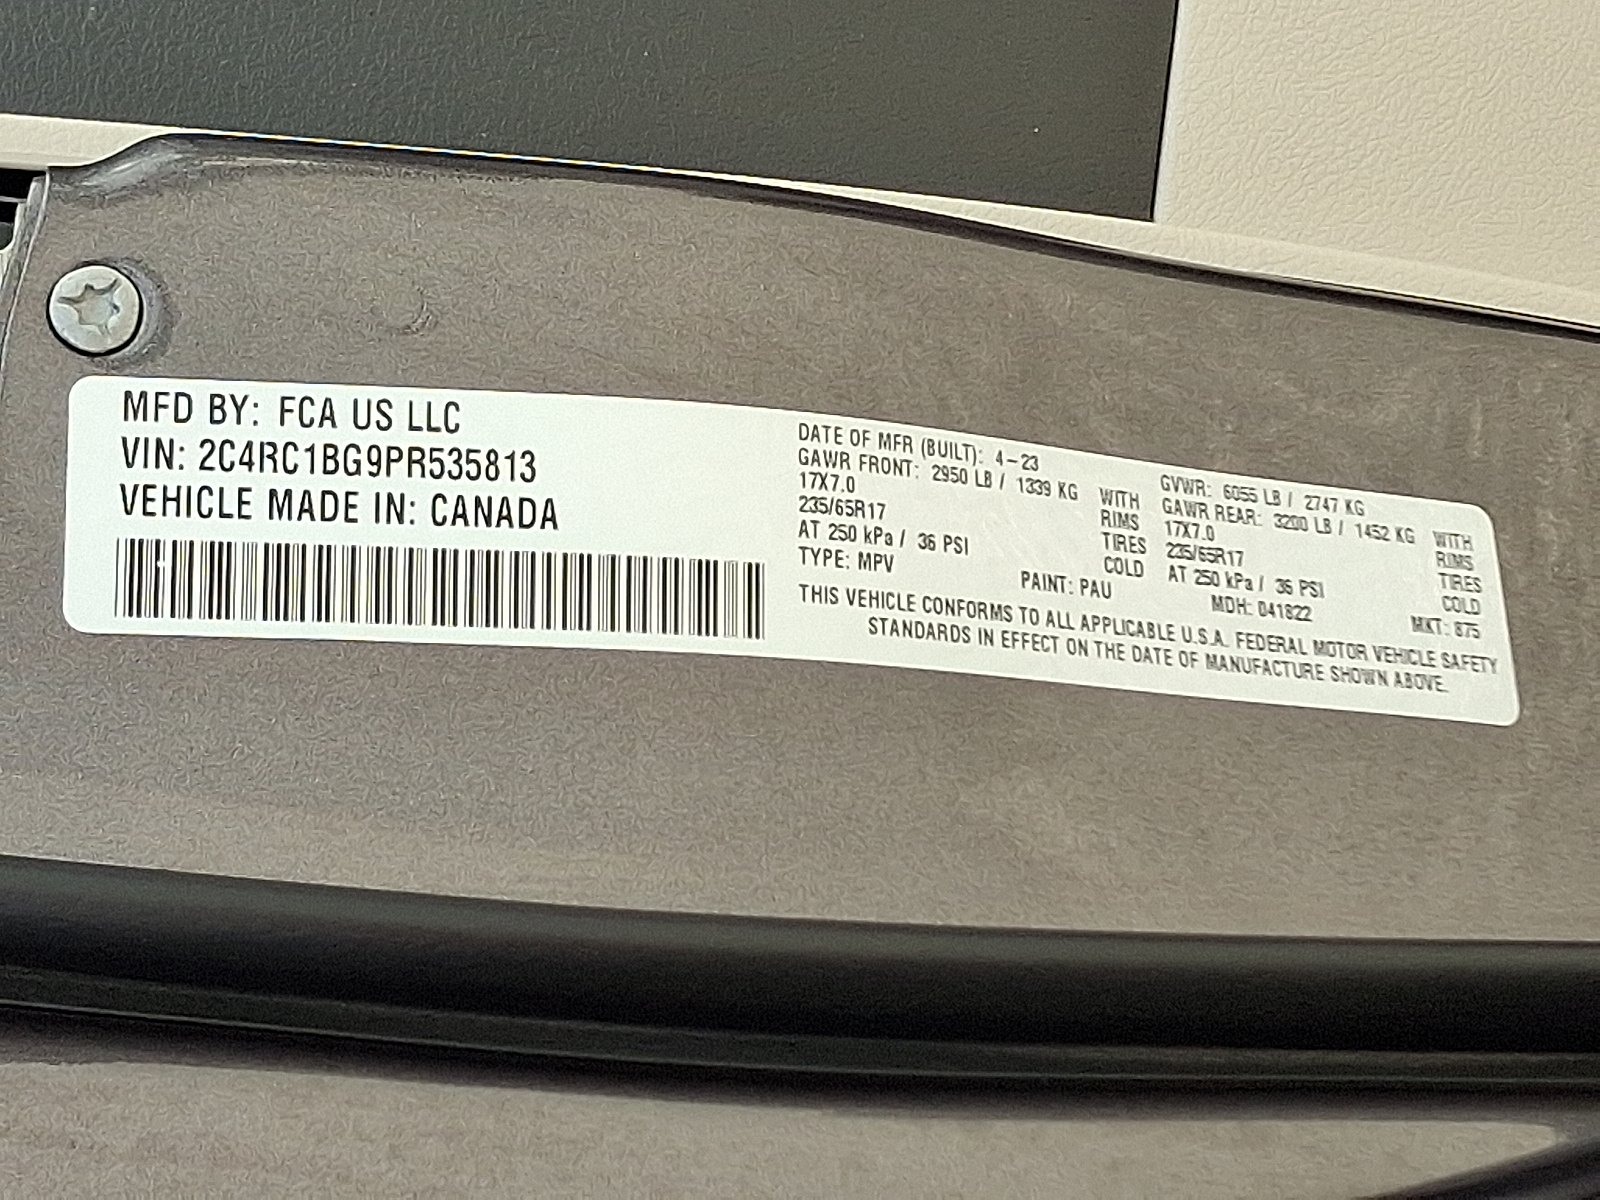 MFD BY: FCA US LLC
VIN: 2C4RC1BG9PR535813
VEHICLE MADE IN: CANADA
DATE OF MFR (BUILT): 4-23
GAWR FRONT: 2950 LB / 1339 KG WITH
17X7.0 RIMS
235/65R17 TIRES
AT 250 kPa / 36 PSI COLD
TYPE: MPV PAINT: PAU
GVWR: 6055 LB / 2747 KG
GAWR REAR: 3200 LB / 1452 KG WITH
17X7.0 RIMS
235/65R17 TIRES
AT 250 kPa / 36 PSI COLD
MDH: 041822 MKT: 875
THIS VEHICLE CONFORMS TO ALL APPLICABLE U.S.A. FEDERAL MOTOR VEHICLE SAFETY
STANDARDS IN EFFECT ON THE DATE OF MANUFACTURE SHOWN ABOVE.